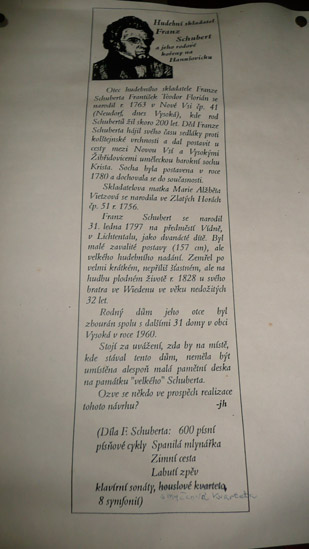 Hudební skladatel
Franz
Schubert
a jeho rodové
kořeny na
Hanušovicku
Otec hudebního skladatele Franze
Schuberta František Teodor Florián se
narodil r. 1763 v Nové Vsi čp. 41
(Neudorf, dnes Vysoká), kde rod
Schubertů žil skoro 200 let. Děd Franze
Schuberta hájil svého času rolláky proti
kolštejnské vrchnosti a dal postavit u
cesty mezi Novou Vsí a Vysokými
Žibřidovicemi uměleckou barokní sochu
Krista. Socha byla postavena v roce
1780 a dochovala se do současnosti.
Skladatelova matka Marie Alžběta
Vietzová se narodila ve Zlatých Horách
čp. 51 r. 1756.
Franz Schubert se narodil
31. ledna 1797 na předměstí Vídně,
v Lichtentalu, jako dvanácté dítě. Byl
malé zavalité postavy (157 cm), ale
velkého hudebního nadání. Zemřel po
velmi krátkém, nepříliš šťastném, ale na
hudbu plodném životě r. 1828 u svého
bratra ve Wiedenu ve věku nedožitých
32 let.
Rodný dům jeho otce byl
zbourán spolu s dalšími 31 domy v obci
Vysoká v roce 1960.
Stojí za uvážení, zda by na místě,
kde stával tento dům, neměla být
umístěna alespoň malá pamětní deska
na památku "velkého" Schuberta.
Ozve se někdo ve prospěch realizace
tohoto návrhu? -jh
(Díla F. Schuberta: 600 písní
písňové cykly Spanilá mlynářka
Zimní cesta
Labutí zpěv
klavírní sonáty, houslové kvarteta,
8 symfonií)